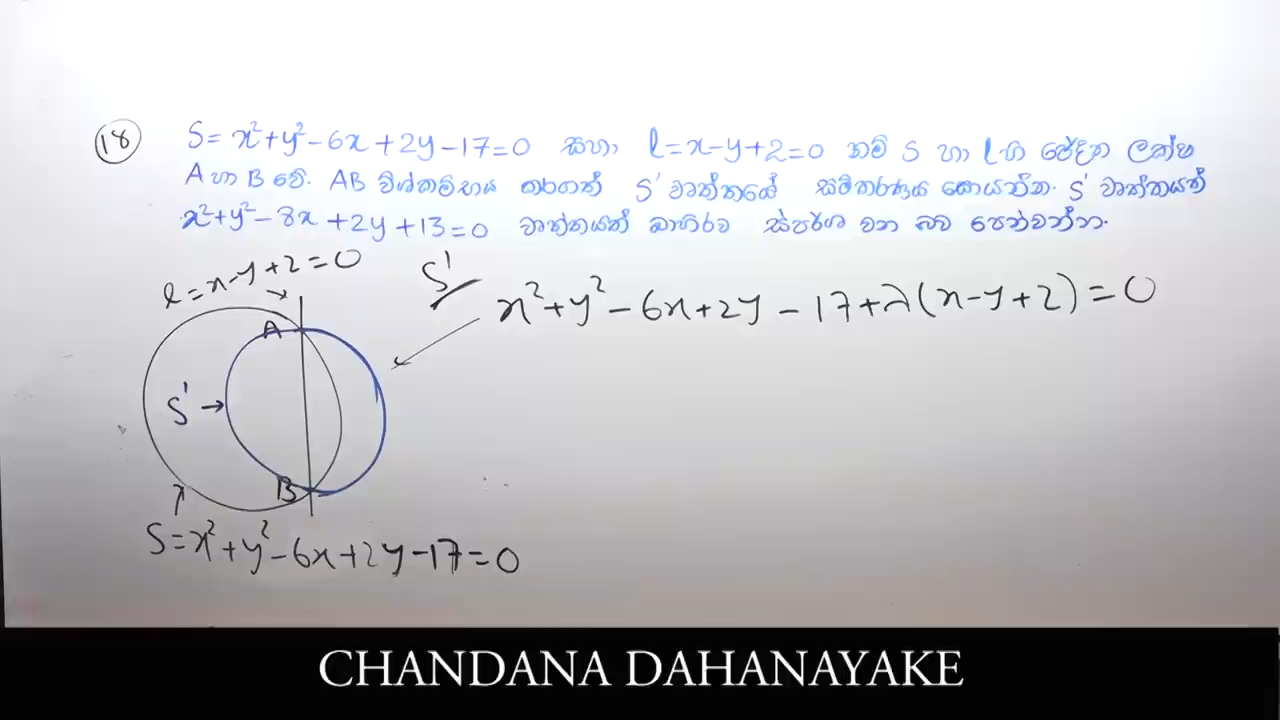 18 S = x² + y² - 6x + 2y - 17 = 0 සහා l = x - y + 2 = 0 නම් S හා l හි ඡේදන ලක්ෂ
A හා B වේ. AB විශ්කම්භය කරගත් S' වෘත්තයේ සමීකරණය සොයන්න. S' වෘත්තයත්
x² + y² - 8x + 2y + 13 = 0 වෘත්තයත් බාහිරව ස්පර්ශ වන බව පෙන්වන්න.
l = x - y + 2 = 0
S'
x² + y² - 6x + 2y - 17 + λ(x - y + 2) = 0
A
S'
B
S = x² + y² - 6x + 2y - 17 = 0
CHANDANA DAHANAYAKE